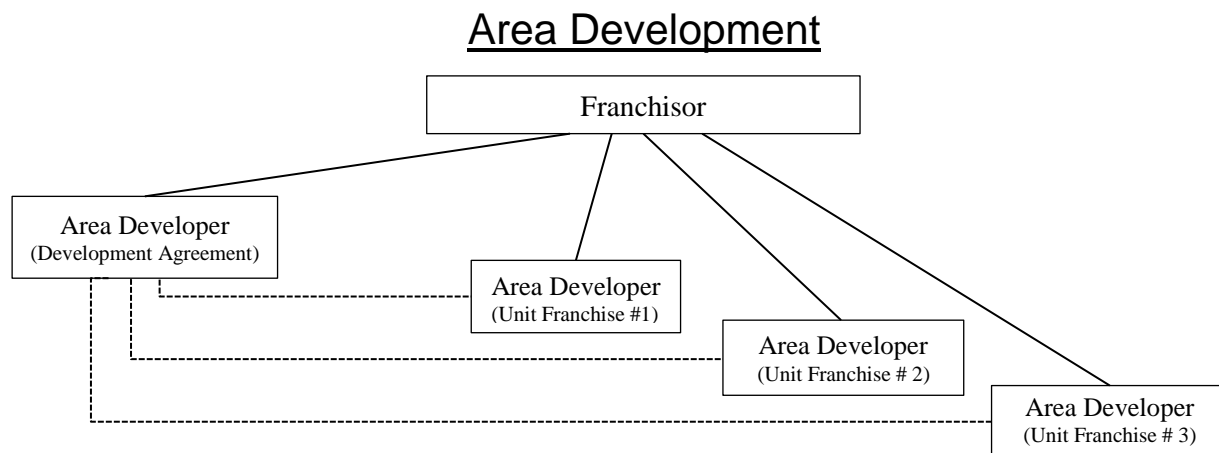 Area Development
Franchisor
Area Developer
(Development Agreement)
Area Developer
(Unit Franchise #1)
Area Developer
(Unit Franchise # 2)
Area Developer
(Unit Franchise # 3)